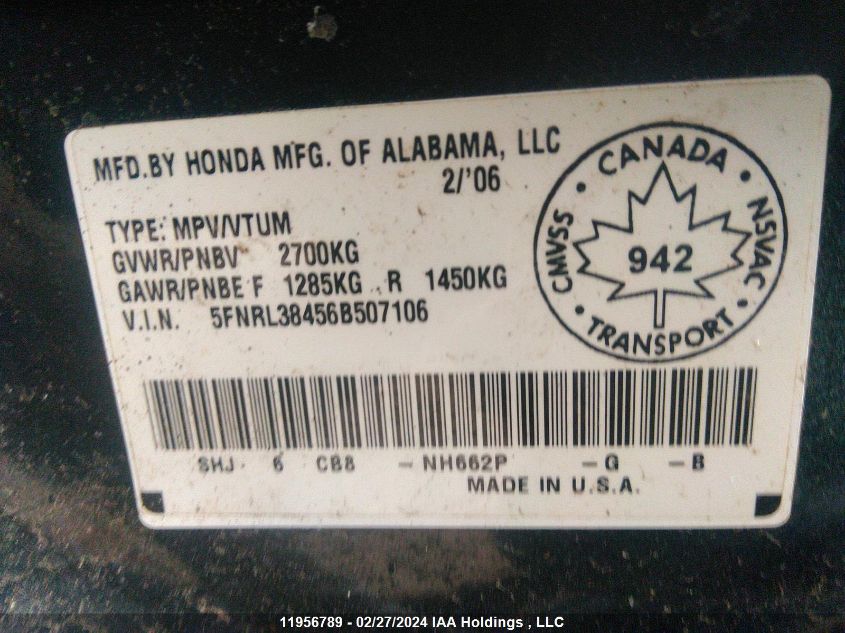 MFD.BY HONDA MFG. OF ALABAMA, LLC
2/'06
TYPE: MPV/VTUM
GVWR/PNBV 2700KG
GAWR/PNBE F 1285KG R 1450KG
V.I.N. 5FNRL38456B507106
CANADA
CMVSS • 942 • NSVAC
• TRANSPORT •
SHJ 6 CB8 -NH662P -G -B
MADE IN U.S.A.
11956789 - 02/27/2024 IAA Holdings , LLC